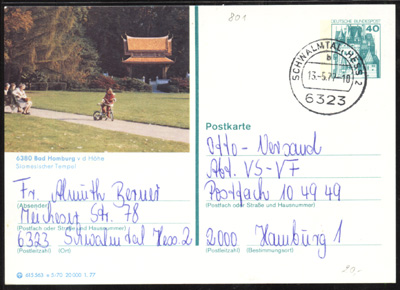 801
DEUTSCHE BUNDESPOST
40
SCHWALMTAL, HESS 2
b
13.-5.77-18
6323
6380 Bad Homburg v d Höhe
Siamesischer Tempel
Postkarte
Fr. Almuth Berner
(Absender)
Str. 78
(Postfach oder Straße und Hausnummer)
6323 Schwalmtal Hess. 2
(Postleitzahl) (Ort)
Otto - Versand
Abt. VS-VF
Postfach 10 49 49
(Postfach oder Straße und Hausnummer)
2000 Hamburg 1
(Postleitzahl) (Bestimmungsort)